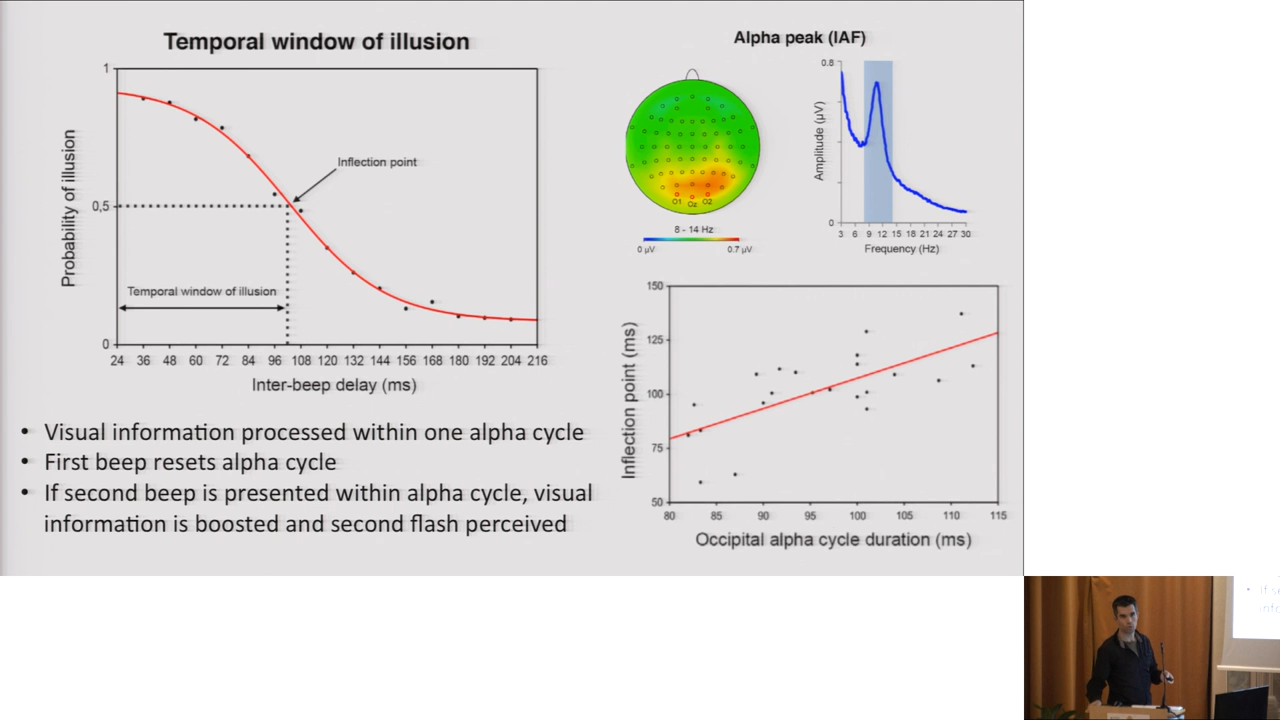 Temporal window of illusion
1
0,5
0
Probability of illusion
Inflection point
Temporal window of illusion
24 36 48 60 72 84 96 108 120 132 144 156 168 180 192 204 216
Inter-beep delay (ms)
• Visual information processed within one alpha cycle
• First beep resets alpha cycle
• If second beep is presented within alpha cycle, visual
information is boosted and second flash perceived
Alpha peak (IAF)
O1 Oz O2
8 - 14 Hz
0 µV 0.7 µV
0.8
0
Amplitude (µV)
3 6 9 12 15 18 21 24 27 30
Frequency (Hz)
150
125
100
75
50
Inflection point (ms)
80 85 90 95 100 105 110 115
Occipital alpha cycle duration (ms)